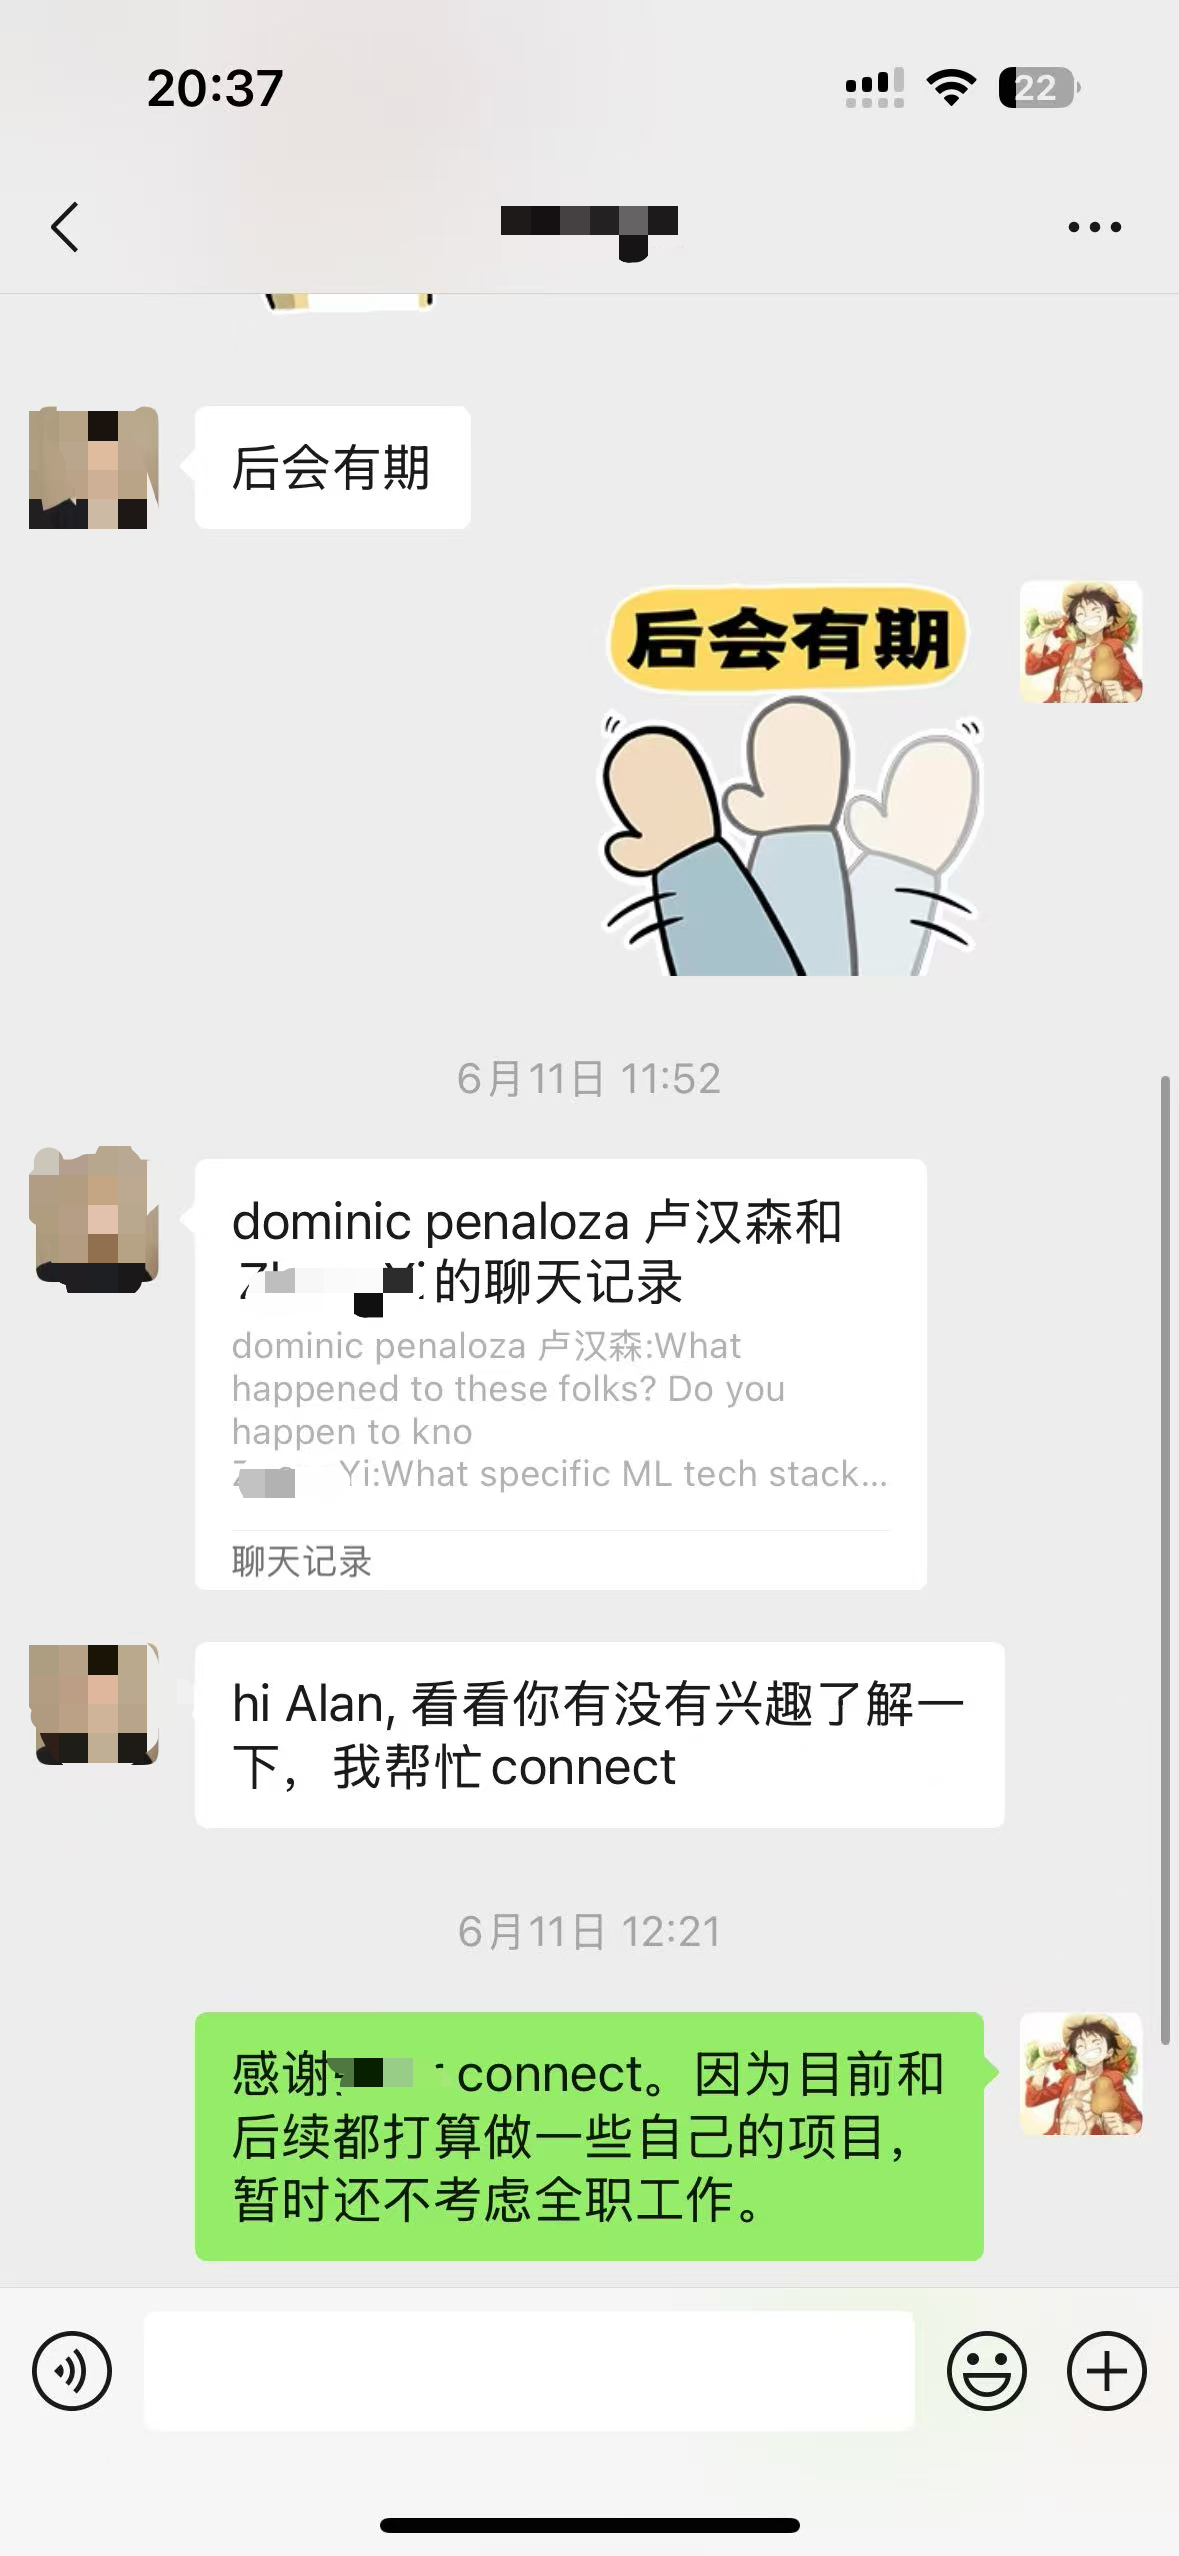 20:37
22
后会有期
后会有期
6月11日 11:52
dominic penaloza 卢汉森和
的聊天记录
dominic penaloza 卢汉森:What
happened to these folks? Do you
happen to kno
Yi:What specific ML tech stack...
聊天记录
hi Alan, 看看你有没有兴趣了解一
下，我帮忙connect
6月11日 12:21
感谢 connect。因为目前和
后续都打算做一些自己的项目，
暂时还不考虑全职工作。